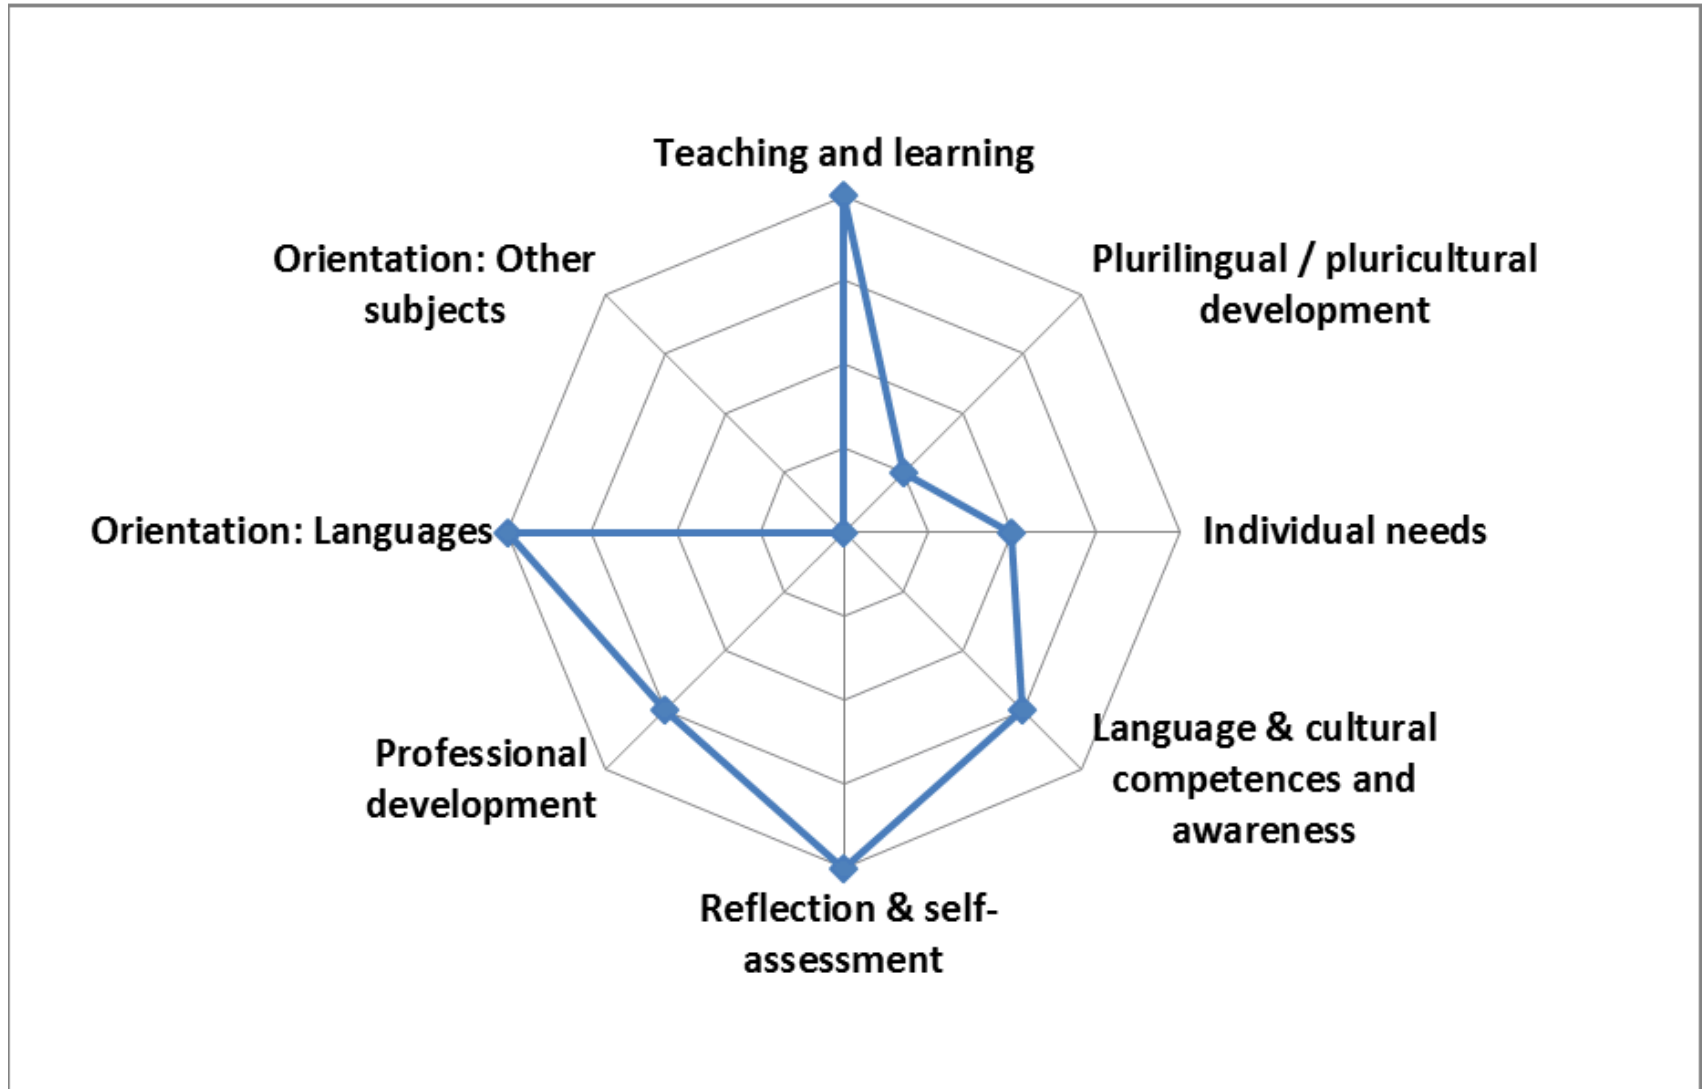 Teaching and learning
Plurilingual / pluricultural
development
Individual needs
Language & cultural
competences and
awareness
Reflection & self-
assessment
Professional
development
Orientation: Languages
Orientation: Other
subjects